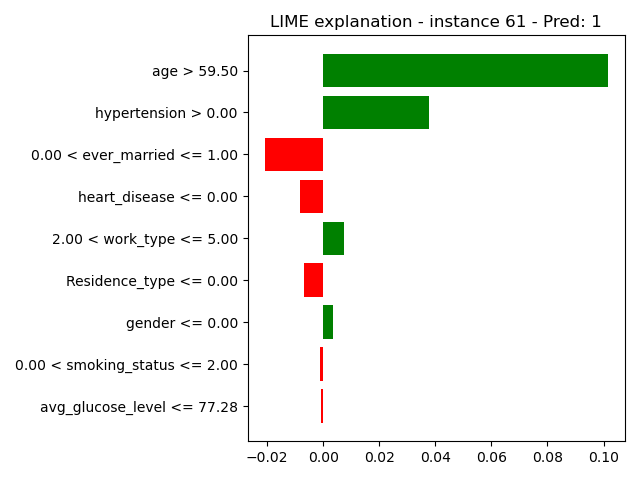 LIME explanation - instance 61 - Pred: 1
age > 59.50
hypertension > 0.00
0.00 < ever_married <= 1.00
heart_disease <= 0.00
2.00 < work_type <= 5.00
Residence_type <= 0.00
gender <= 0.00
0.00 < smoking_status <= 2.00
avg_glucose_level <= 77.28
−0.02 0.00 0.02 0.04 0.06 0.08 0.10